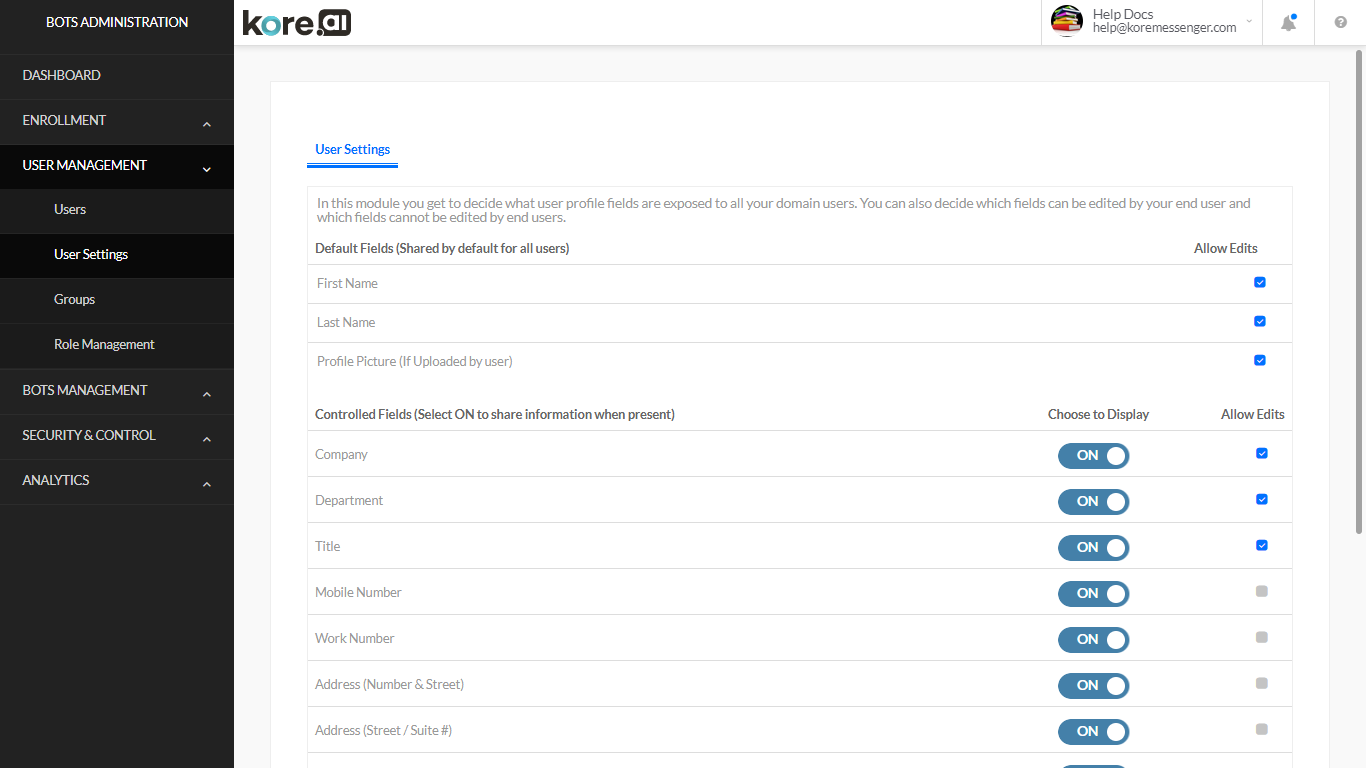 BOTS ADMINISTRATION
kore.ai
Help Docs
help@koremessenger.com
DASHBOARD
ENROLLMENT
USER MANAGEMENT
Users
User Settings
Groups
Role Management
BOTS MANAGEMENT
SECURITY & CONTROL
ANALYTICS
User Settings
In this module you get to decide what user profile fields are exposed to all your domain users. You can also decide which fields can be edited by your end user and
which fields cannot be edited by end users.
Default Fields (Shared by default for all users) Allow Edits
First Name
Last Name
Profile Picture (If Uploaded by user)
Controlled Fields (Select ON to share information when present) Choose to Display Allow Edits
Company ON
Department ON
Title ON
Mobile Number ON
Work Number ON
Address (Number & Street) ON
Address (Street / Suite #) ON